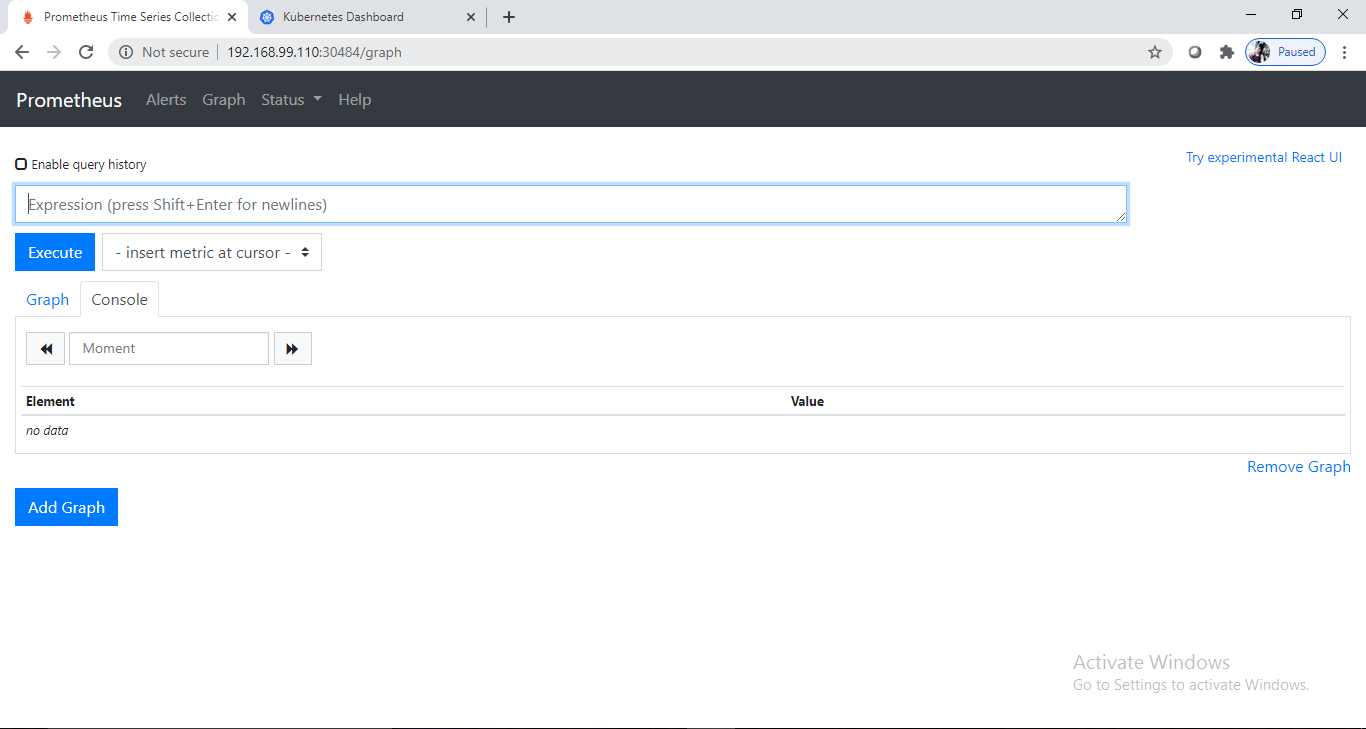 Prometheus Time Series Collectio
Kubernetes Dashboard
Not secure
192.168.99.110:30484/graph
Paused
Prometheus Alerts Graph Status Help
Enable query history
Try experimental React UI
Expression (press Shift+Enter for newlines)
Execute - insert metric at cursor -
Graph Console
Moment
Element Value
no data
Remove Graph
Add Graph
Activate Windows
Go to Settings to activate Windows.